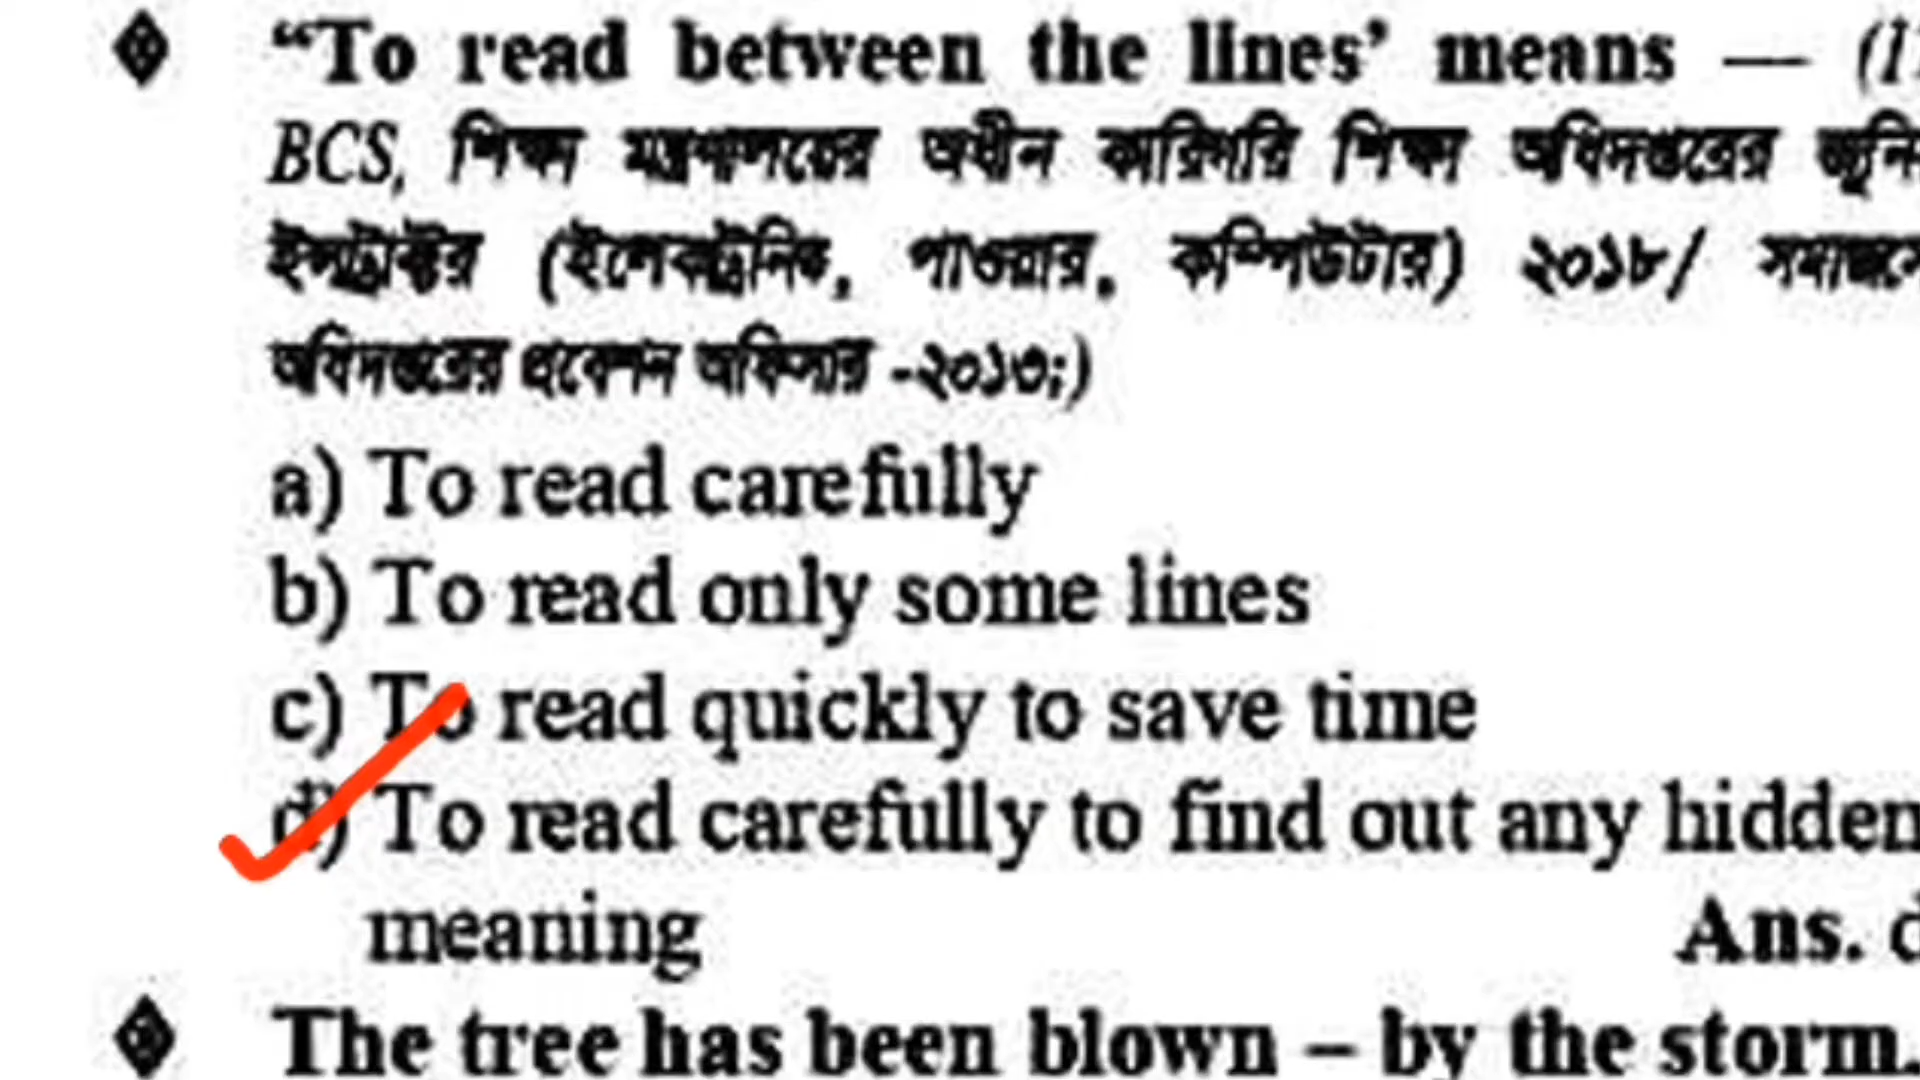 “To read between the lines’ means — (1
BCS, শিক্ষা মন্ত্রণালয়ের অধীন কারিগরি শিক্ষা অধিদপ্তরের জুনি
ইন্সট্রাক্টর (ইলেকট্রনিক্স, পাওয়ার, কম্পিউটার) ২০১৮/ সমাজসে
অধিদপ্তরের প্রবেশন অফিসার -২০১৩;)
a) To read carefully
b) To read only some lines
c) To read quickly to save time
d) To read carefully to find out any hidden
meaning Ans. d
The tree has been blown – by the storm.